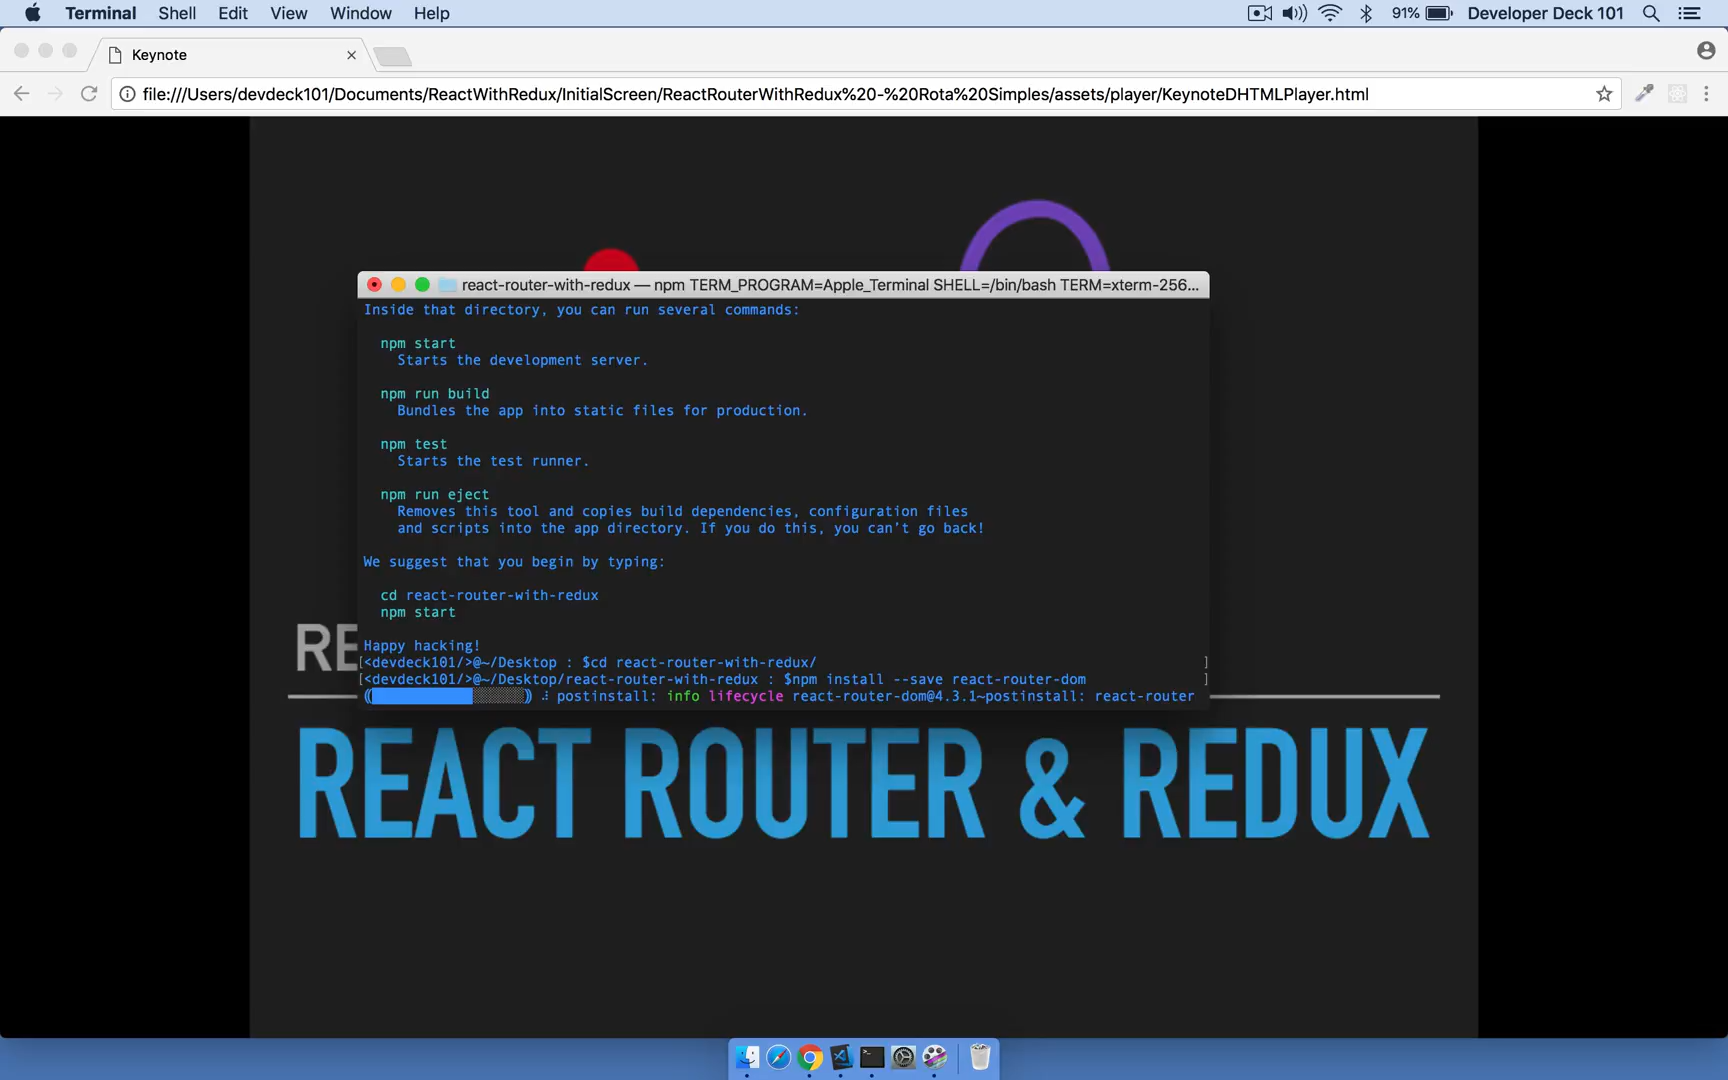 Terminal Shell Edit View Window Help 91% Developer Deck 101
Keynote
file:///Users/devdeck101/Documents/ReactWithRedux/InitialScreen/ReactRouterWithRedux%20-%20Rota%20Simples/assets/player/KeynoteDHTMLPlayer.html
react-router-with-redux — npm TERM_PROGRAM=Apple_Terminal SHELL=/bin/bash TERM=xterm-256...
Inside that directory, you can run several commands:
npm start
Starts the development server.
npm run build
Bundles the app into static files for production.
npm test
Starts the test runner.
npm run eject
Removes this tool and copies build dependencies, configuration files
and scripts into the app directory. If you do this, you can't go back!
We suggest that you begin by typing:
cd react-router-with-redux
npm start
Happy hacking!
[<devdeck101/>@~/Desktop : $cd react-router-with-redux/ ]
[<devdeck101/>@~/Desktop/react-router-with-redux : $npm install --save react-router-dom ]
postinstall: info lifecycle react-router-dom@4.3.1~postinstall: react-router
RE
REACT ROUTER & REDUX